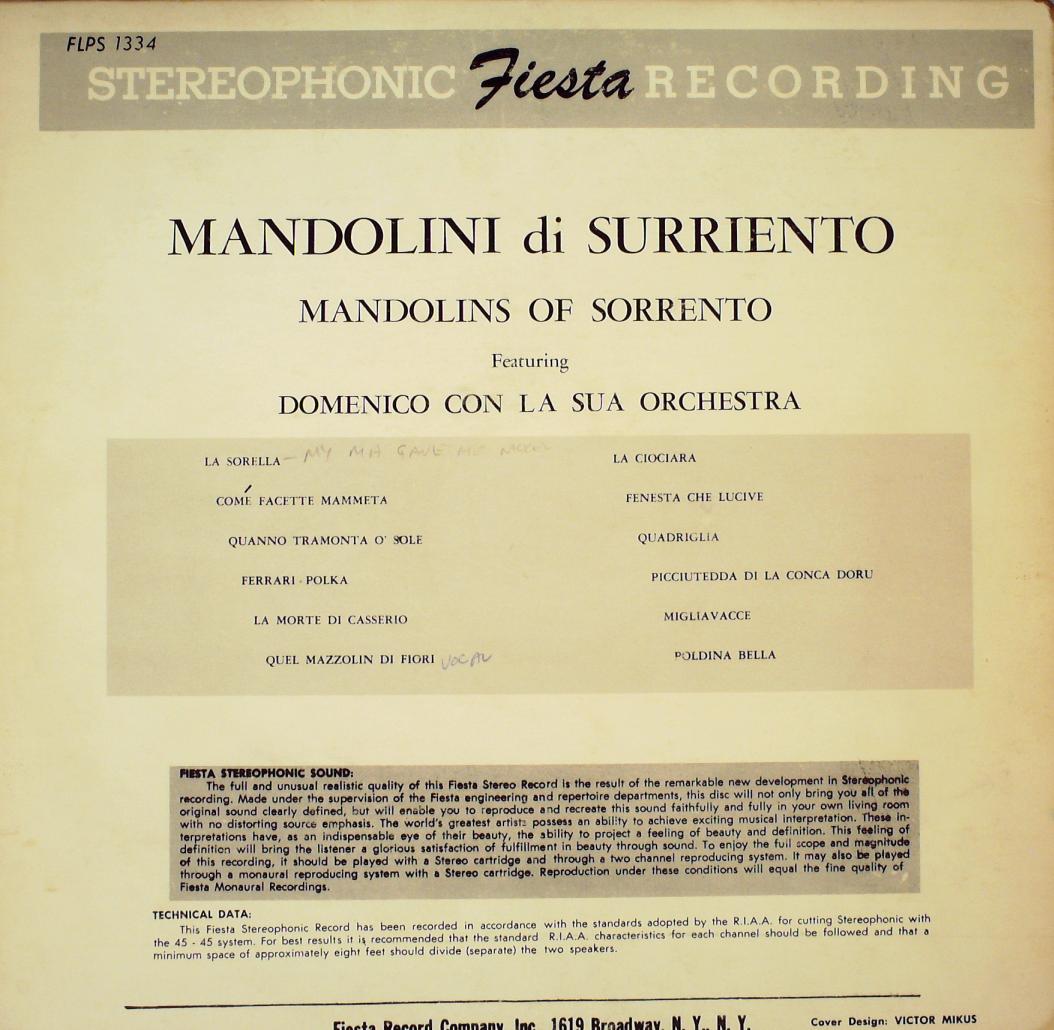 FLPS 1334
STEREOPHONIC Fiesta RECORDING
MANDOLINI di SURRIENTO
MANDOLINS OF SORRENTO
Featuring
DOMENICO CON LA SUA ORCHESTRA
LA SORELLA - MY MA GAVE ME
COMÉ FACETTE MAMMETA
QUANNO TRAMONTA O' SOLE
FERRARI - POLKA
LA MORTE DI CASSERIO
QUEL MAZZOLIN DI FIORI VOCAL
LA CIOCIARA
FENESTA CHE LUCIVE
QUADRIGLIA
PICCIUTEDDA DI LA CONCA DORU
MIGLIAVACCE
POLDINA BELLA
FIESTA STEREOPHONIC SOUND:
The full and unusual realistic quality of this Fiesta Stereo Record is the result of the remarkable new development in Stereophonic
recording. Made under the supervision of the Fiesta engineering and repertoire departments, this disc will not only bring you all of the
original sound clearly defined, but will enable you to reproduce and recreate this sound faithfully and fully in your own living room
with no distorting source emphasis. The world's greatest artists possess an ability to achieve exciting musical interpretation. These in-
terpretations have, as an indispensable eye of their beauty, the ability to project a feeling of beauty and definition. This feeling of
definition will bring the listener a glorious satisfaction of fulfillment in beauty through sound. To enjoy the full scope and magnitude
of this recording, it should be played with a Stereo cartridge and through a two channel reproducing system. It may also be played
through a monaural reproducing system with a Stereo cartridge. Reproduction under these conditions will equal the fine quality of
Fiesta Monaural Recordings.
TECHNICAL DATA:
This Fiesta Stereophonic Record has been recorded in accordance with the standards adopted by the R.I.A.A. for cutting Stereophonic with
the 45 - 45 system. For best results it is recommended that the standard R.I.A.A. characteristics for each channel should be followed and that a
minimum space of approximately eight feet should divide (separate) the two speakers.
Fiesta Record Company, Inc. 1619 Broadway, N. Y., N. Y.
Cover Design: VICTOR MIKUS